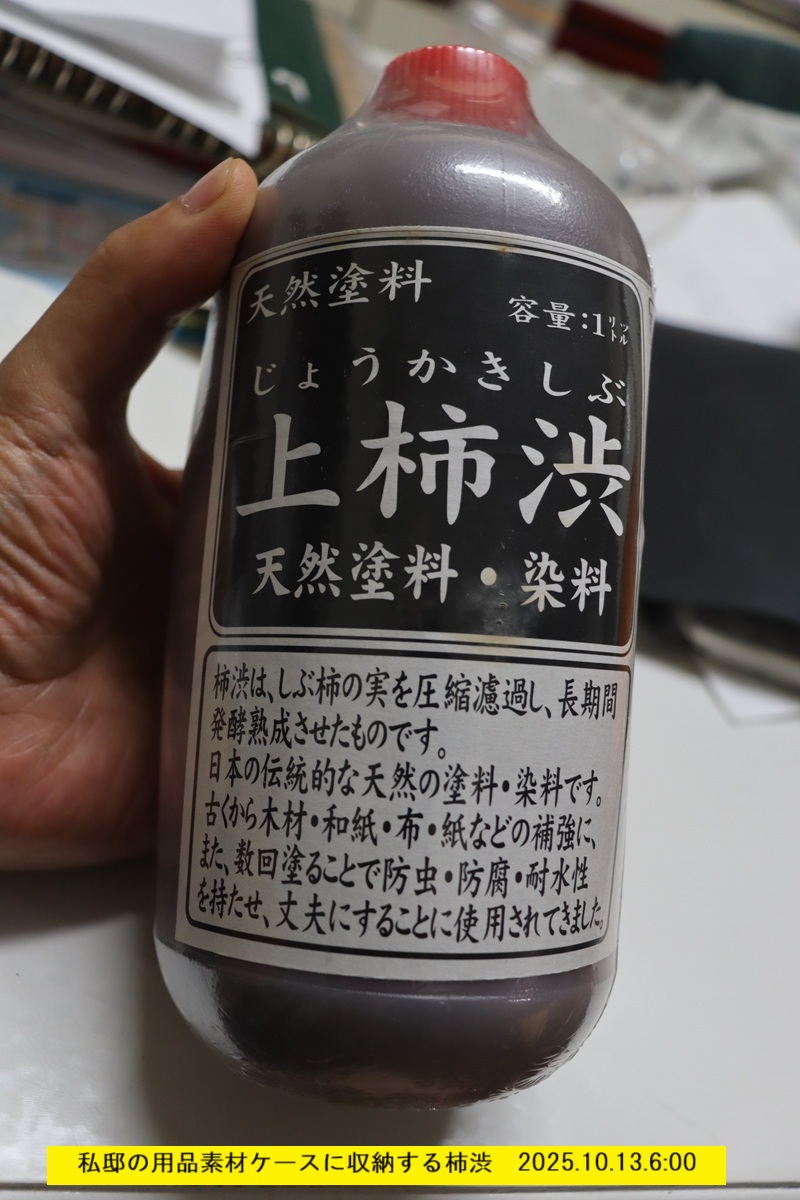 天然塗料
容量:1リットル
じょうかきしぶ
上柿渋
天然塗料・染料
柿渋は、しぶ柿の実を圧縮濾過し、長期間
発酵熟成させたものです。
日本の伝統的な天然の塗料・染料です。
古くから木材・和紙・布・紙などの補強に、
また、数回塗ることで防虫・防腐・耐水性
を持たせ、丈夫にすることに使用されてきました。
私邸の用品素材ケースに収納する柿渋 2025.10.13.6:00